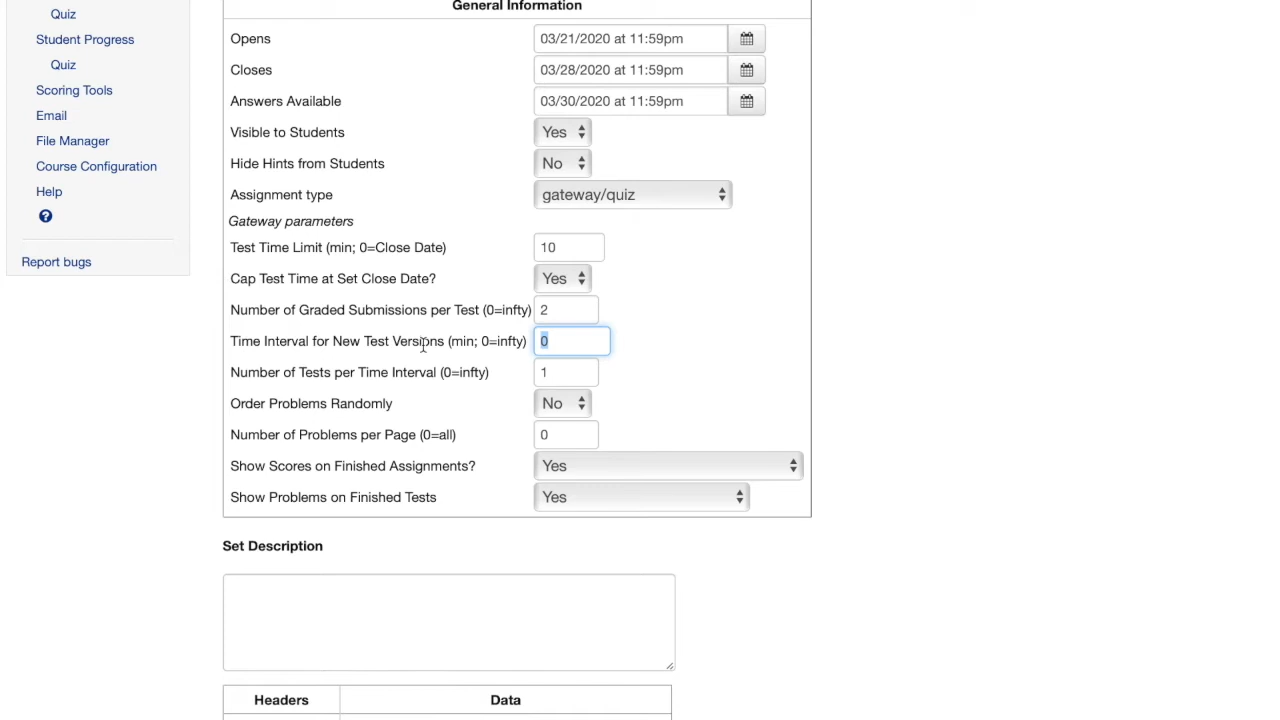 Quiz
Student Progress
Quiz
Scoring Tools
Email
File Manager
Course Configuration
Help
?
Report bugs
General Information
Opens 03/21/2020 at 11:59pm
Closes 03/28/2020 at 11:59pm
Answers Available 03/30/2020 at 11:59pm
Visible to Students Yes
Hide Hints from Students No
Assignment type gateway/quiz
Gateway parameters
Test Time Limit (min; 0=Close Date) 10
Cap Test Time at Set Close Date? Yes
Number of Graded Submissions per Test (0=infty) 2
Time Interval for New Test Versions (min; 0=infty) 0
Number of Tests per Time Interval (0=infty) 1
Order Problems Randomly No
Number of Problems per Page (0=all) 0
Show Scores on Finished Assignments? Yes
Show Problems on Finished Tests Yes
Set Description
Headers Data